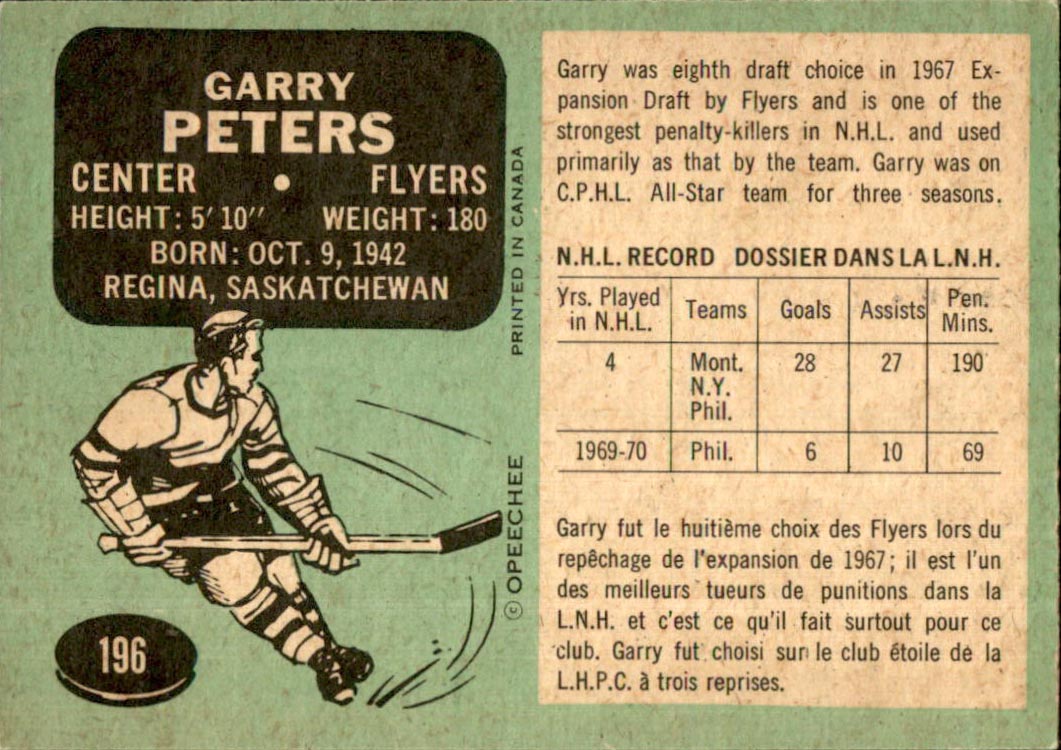 GARRY
PETERS
CENTER • FLYERS
HEIGHT: 5' 10" WEIGHT: 180
BORN: OCT. 9, 1942
REGINA, SASKATCHEWAN
PRINTED IN CANADA
© OPEECHEE
196
Garry was eighth draft choice in 1967 Ex-
pansion Draft by Flyers and is one of the
strongest penalty-killers in N.H.L. and used
primarily as that by the team. Garry was on
C.P.H.L. All-Star team for three seasons.
N.H.L. RECORD DOSSIER DANS LA L.N.H.
Yrs. Played in N.H.L. Teams Goals Assists Pen. Mins.
4 Mont. 28 27 190
N.Y.
Phil.
1969-70 Phil. 6 10 69
Garry fut le huitième choix des Flyers lors du
repêchage de l'expansion de 1967; il est l'un
des meilleurs tueurs de punitions dans la
L.N.H. et c'est ce qu'il fait surtout pour ce
club. Garry fut choisi sur le club étoile de la
L.H.P.C. à trois reprises.